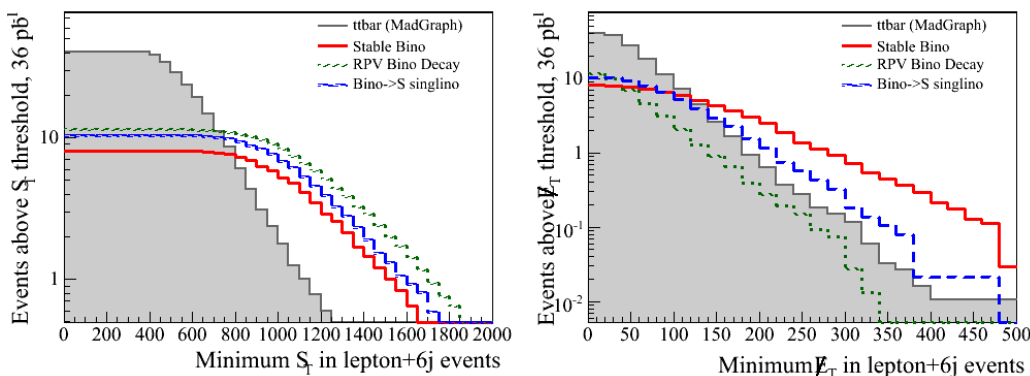 Events above S_T threshold, 36 pb⁻¹
ttbar (MadGraph)
Stable Bino
RPV Bino Decay
Bino->S singlino
10
1
0 200 400 600 800 1000 1200 1400 1600 1800 2000
Minimum S_T in lepton+6j events
Events above E̸_T threshold, 36 pb⁻¹
ttbar (MadGraph)
Stable Bino
RPV Bino Decay
Bino->S singlino
10
1
10⁻¹
10⁻²
0 50 100 150 200 250 300 350 400 450 500
Minimum E̸_T in lepton+6j events